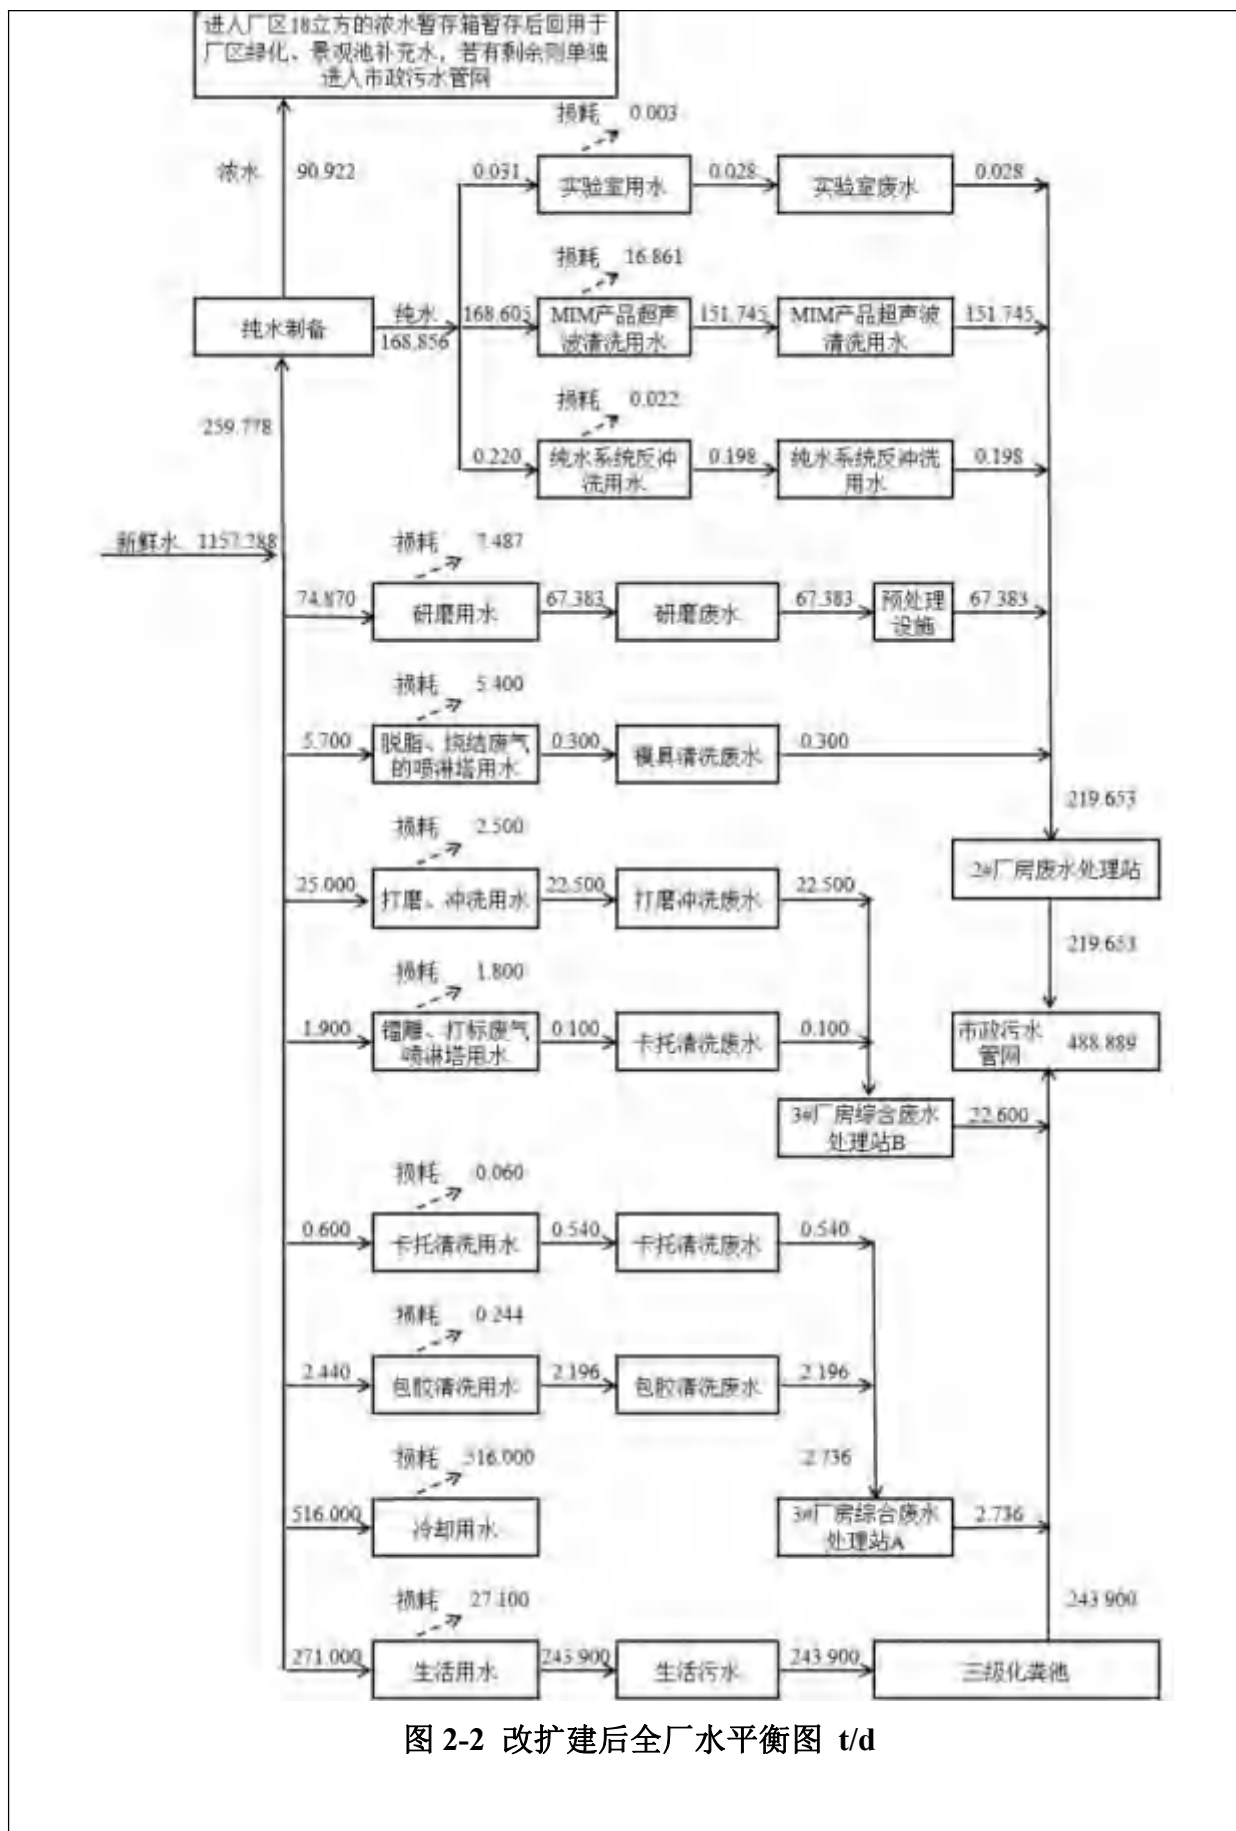 进入厂区18立方的浓水暂存箱暂存后回用于
厂区绿化、景观池补充水，若有剩余则单独
进入市政污水管网
损耗 0.003
浓水 90.922
0.031
实验室用水
0.028
实验室废水
0.028
损耗 16.861
纯水制备
纯水
168.856
168.605
MIM产品超声
波清洗用水
151.745
MIM产品超声波
清洗用水
151.745
损耗 0.022
259.778
0.220
纯水系统反冲
洗用水
0.198
纯水系统反冲洗
用水
0.198
新鲜水 1157.288
损耗 7.487
74.870
研磨用水
67.383
研磨废水
67.383
预处理
设施
67.383
损耗 5.400
5.700
脱脂、烧结废气
的喷淋塔用水
0.300
模具清洗废水
0.300
219.653
损耗 2.500
2#厂房废水处理站
25.000
打磨、冲洗用水
22.500
打磨冲洗废水
22.500
219.653
损耗 1.800
1.900
镭雕、打标废气
喷淋塔用水
0.100
卡托清洗废水
0.100
市政污水
管网
488.889
3#厂房综合废水
处理站B
22.600
损耗 0.060
0.600
卡托清洗用水
0.540
卡托清洗废水
0.540
损耗 0.244
2.440
包胶清洗用水
2.196
包胶清洗废水
2.196
损耗 516.000
2.736
516.000
冷却用水
3#厂房综合废水
处理站A
2.736
损耗 27.100
243.900
271.000
生活用水
243.900
生活污水
243.900
三级化粪池
图 2-2 改扩建后全厂水平衡图 t/d